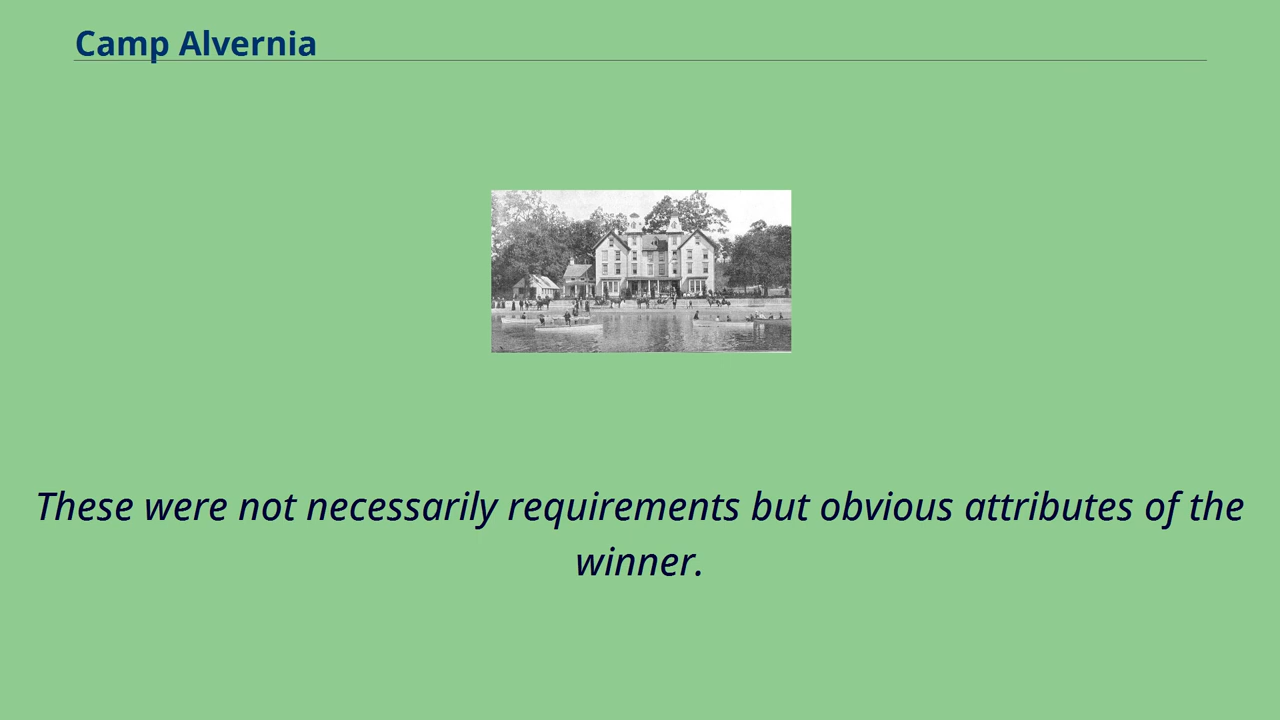 Camp Alvernia
These were not necessarily requirements but obvious attributes of the
winner.